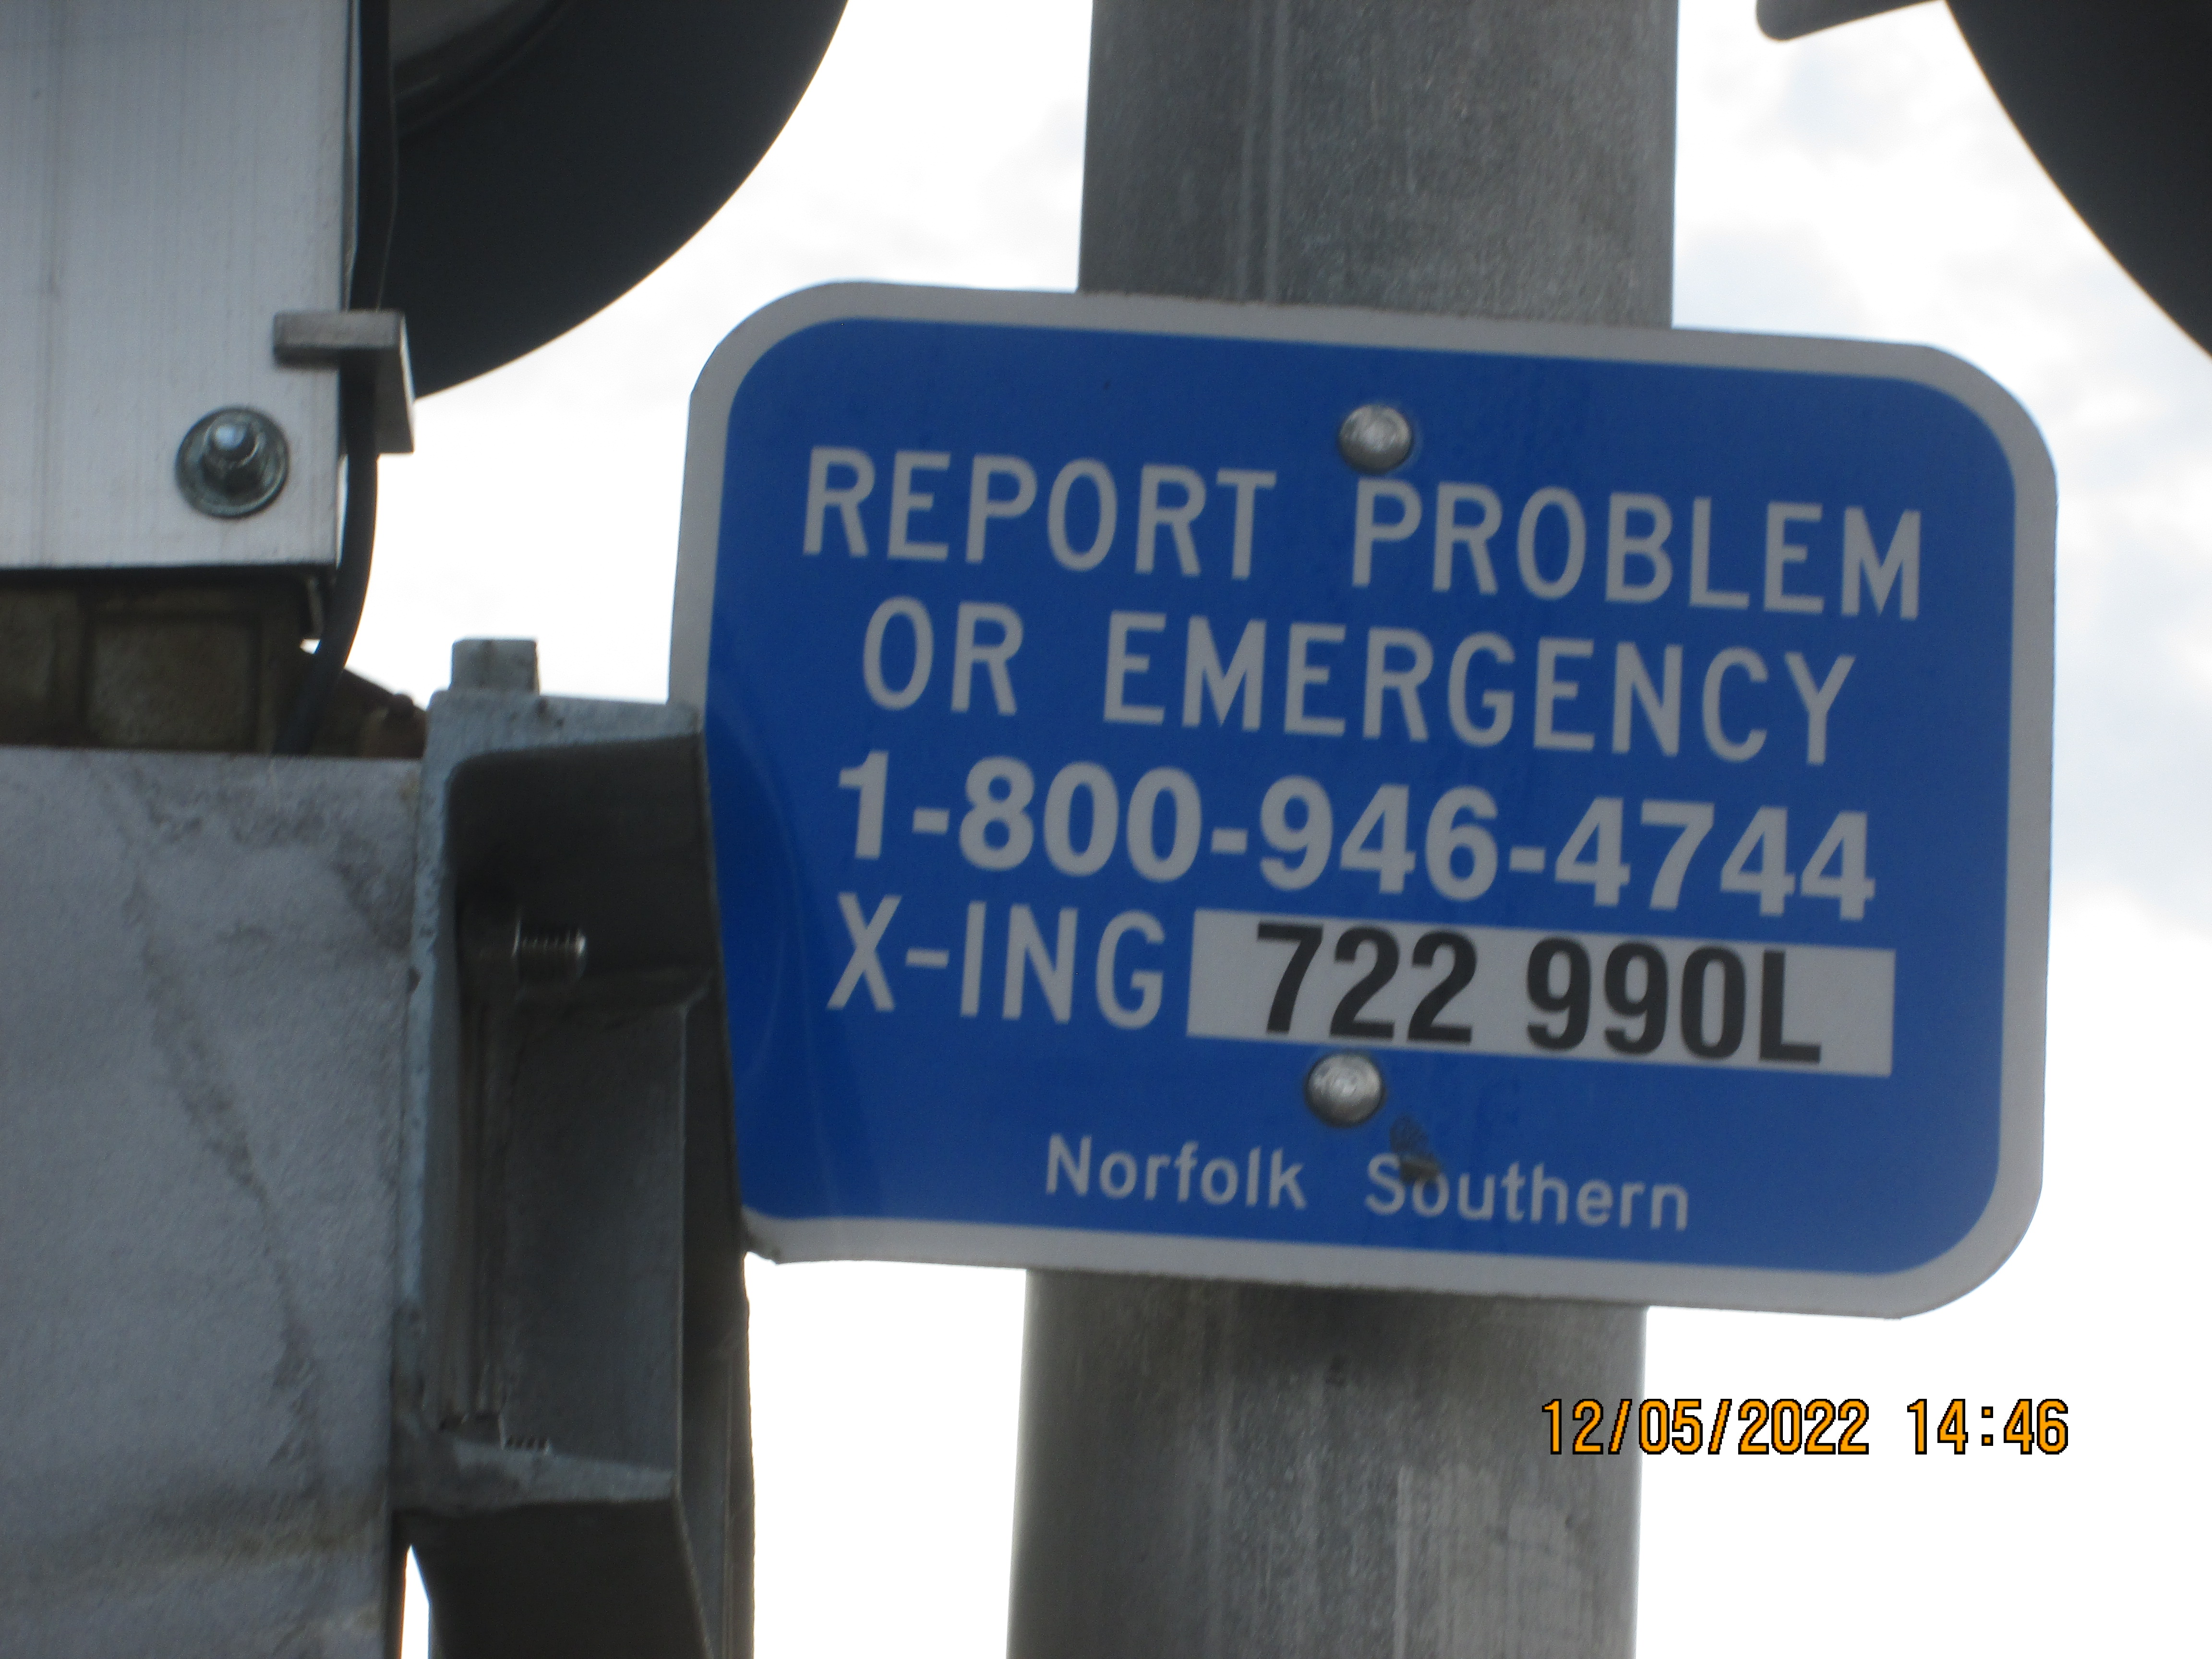 REPORT PROBLEM
OR EMERGENCY
1-800-946-4744
X-ING 722 990L
Norfolk Southern
12/05/2022 14:46